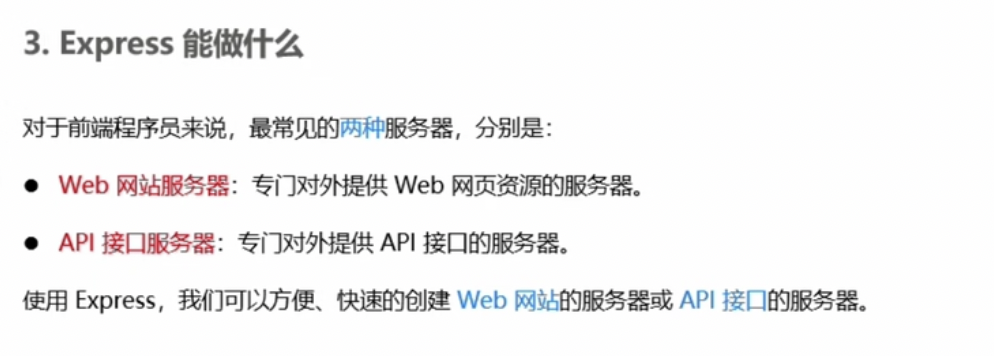 3. Express 能做什么
对于前端程序员来说，最常见的两种服务器，分别是：
● Web 网站服务器：专门对外提供 Web 网页资源的服务器。
● API 接口服务器：专门对外提供 API 接口的服务器。
使用 Express，我们可以方便、快速的创建 Web 网站的服务器或 API 接口的服务器。